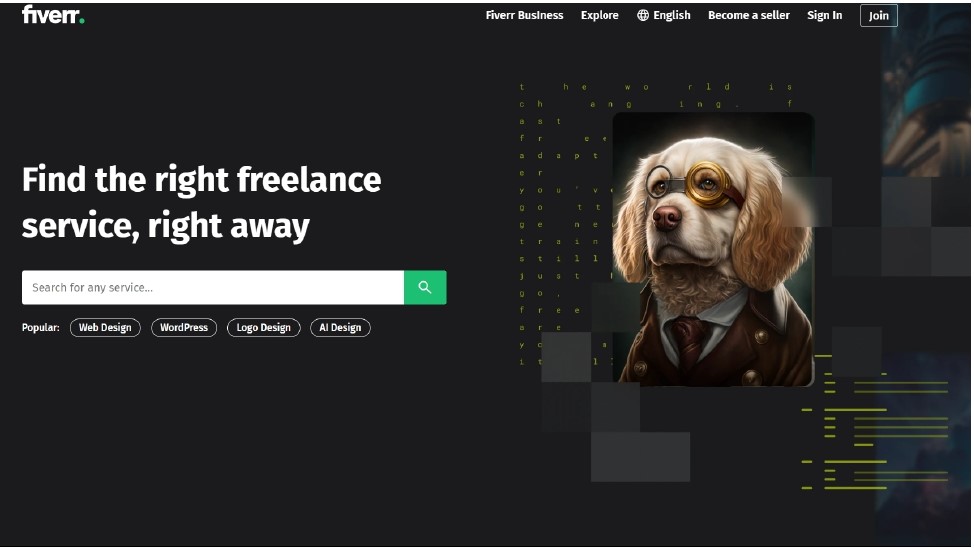 fiverr.
Fiverr Business Explore English Become a seller Sign In Join
t h e w o r l d i s
c h a n g i n g . f
a s t
f r e e
a d a p t
e r
y o u ' v
g o t t
g e n e
t r a i n
s t i l l
j u s t
g o .
f r e e
a r e
i t
Find the right freelance
service, right away
Search for any service...
Popular: Web Design WordPress Logo Design AI Design